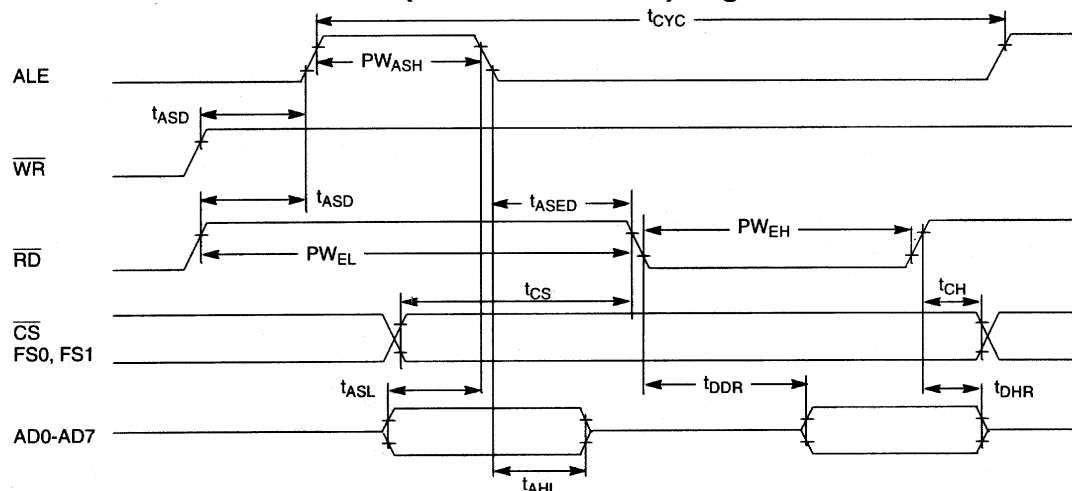 tCYC
ALE
PWASH
tASD
WR
tASD
tASED
PWEH
RD
PWEL
tCS
tCH
CS
FS0, FS1
tASL
tDDR
tDHR
AD0-AD7
tAHL